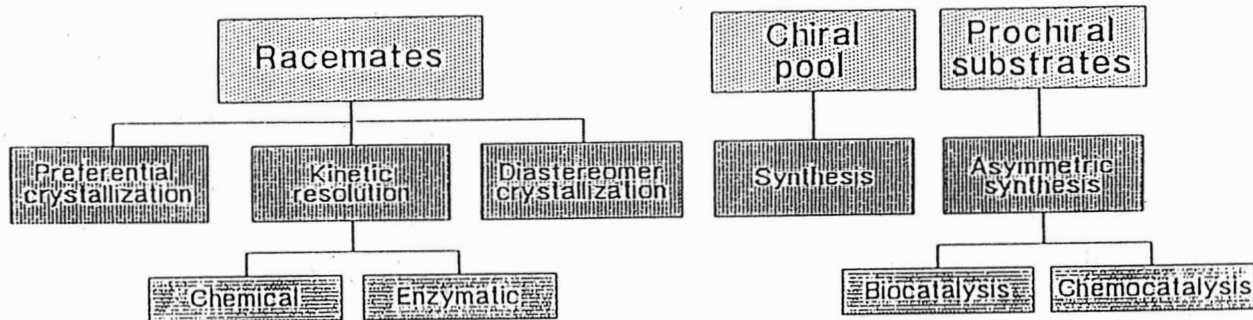 Racemates
Chiral
pool
Prochiral
substrates
Preferential
crystallization
Kinetic
resolution
Diastereomer
crystallization
Synthesis
Asymmetric
synthesis
Chemical
Enzymatic
Biocatalysis
Chemocatalysis